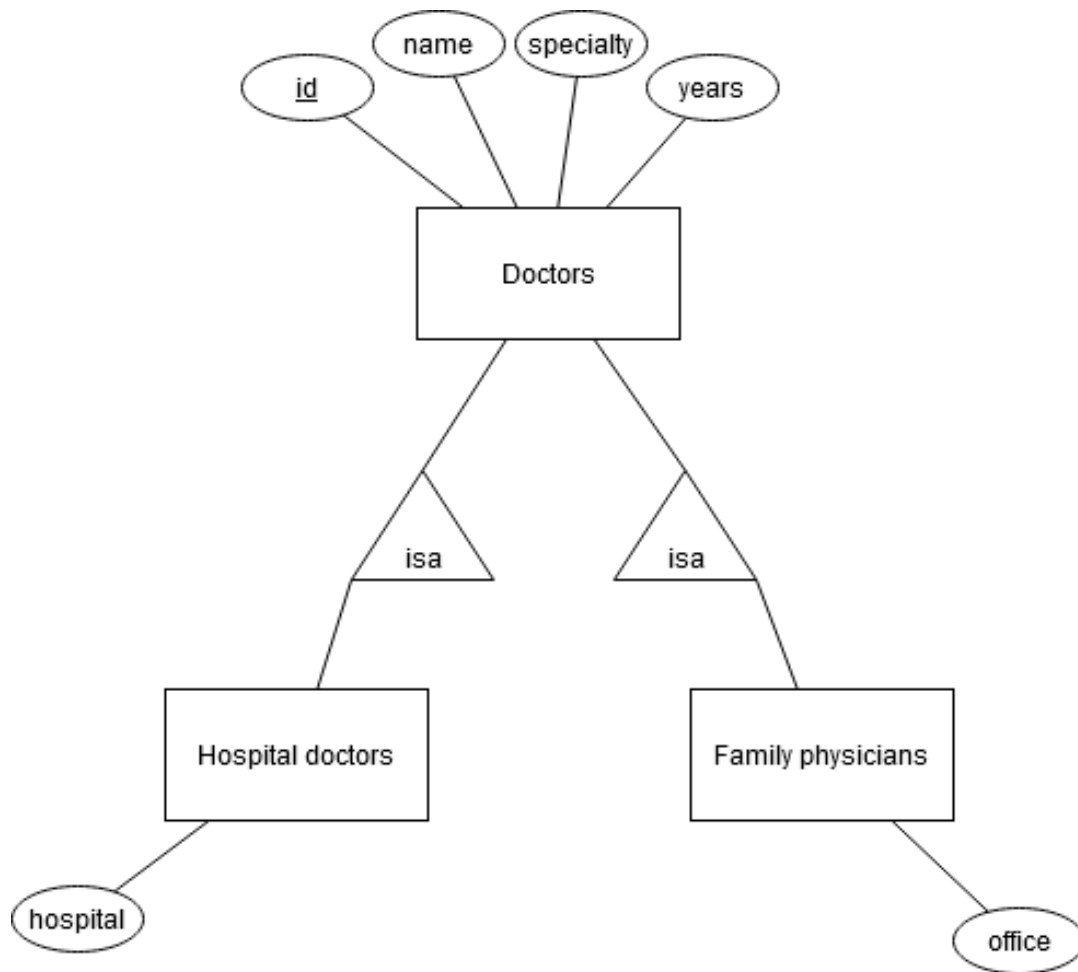 name
specialty
id
years
Doctors
isa
isa
Hospital doctors
Family physicians
hospital
office